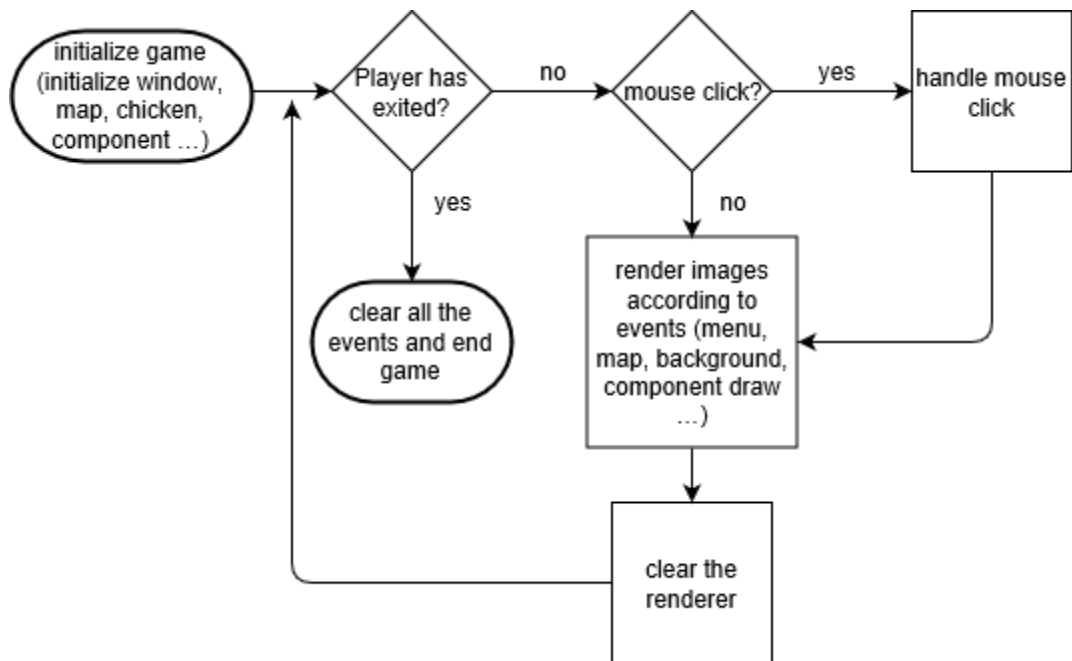 initialize game
(initialize window,
map, chicken,
component ...)
Player has
exited?
no
mouse click?
yes
handle mouse
click
yes
no
clear all the
events and end
game
render images
according to
events (menu,
map, background,
component draw
...)
clear the
renderer